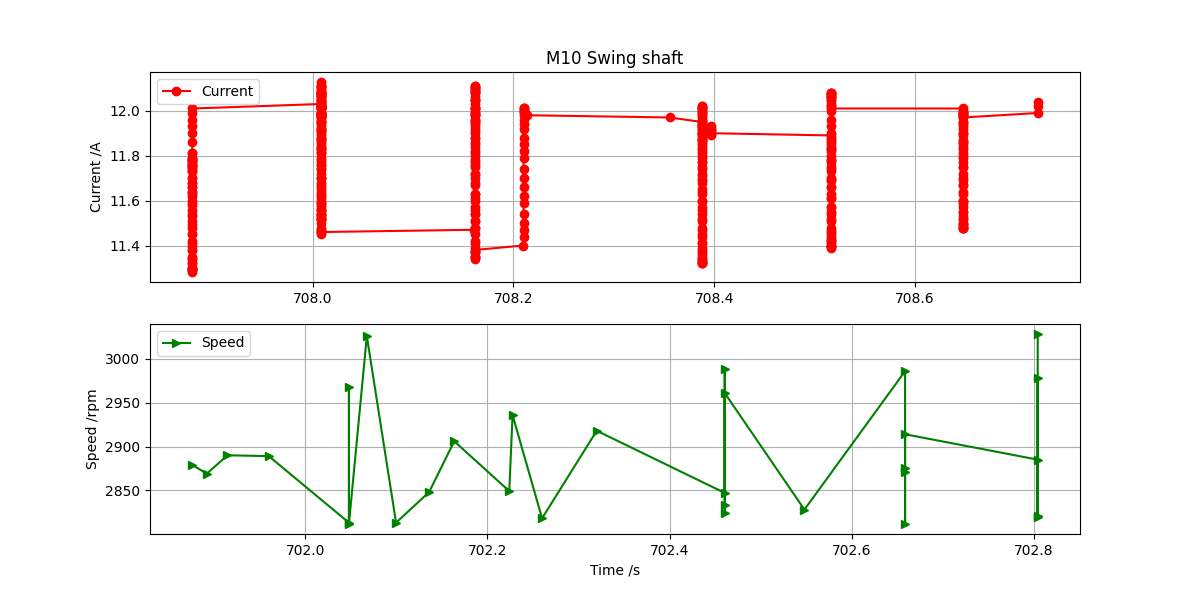 M10 Swing shaft
Current
Current /A
12.0
11.8
11.6
11.4
708.0 708.2 708.4 708.6
Speed
Speed /rpm
3000
2950
2900
2850
702.0 702.2 702.4 702.6 702.8
Time /s